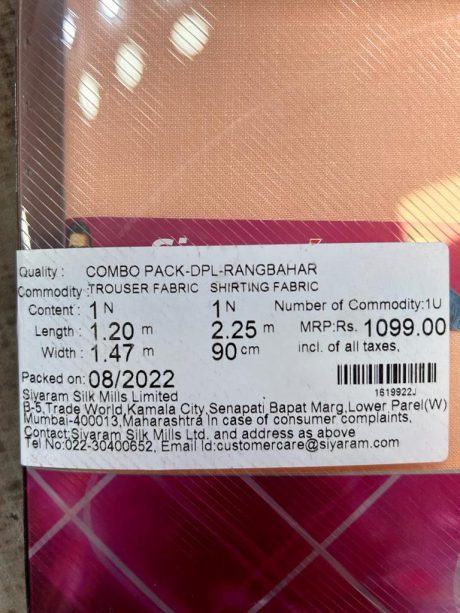 Quality : COMBO PACK-DPL-RANGBAHAR
Commodity : TROUSER FABRIC SHIRTING FABRIC
Content : 1 N 1 N Number of Commodity:1U
Length : 1.20 m 2.25 m MRP:Rs. 1099.00
Width : 1.47 m 90 cm incl. of all taxes.
Packed on: 08/2022
1619922J
Siyaram Silk Mills Limited
B-5,Trade World,Kamala City,Senapati Bapat Marg,Lower Parel(W)
Mumbai-400013,Maharashtra In case of consumer complaints,
Contact:Siyaram Silk Mills Ltd. and address as above
Tel No:022-30400652, Email Id:customercare@siyaram.com